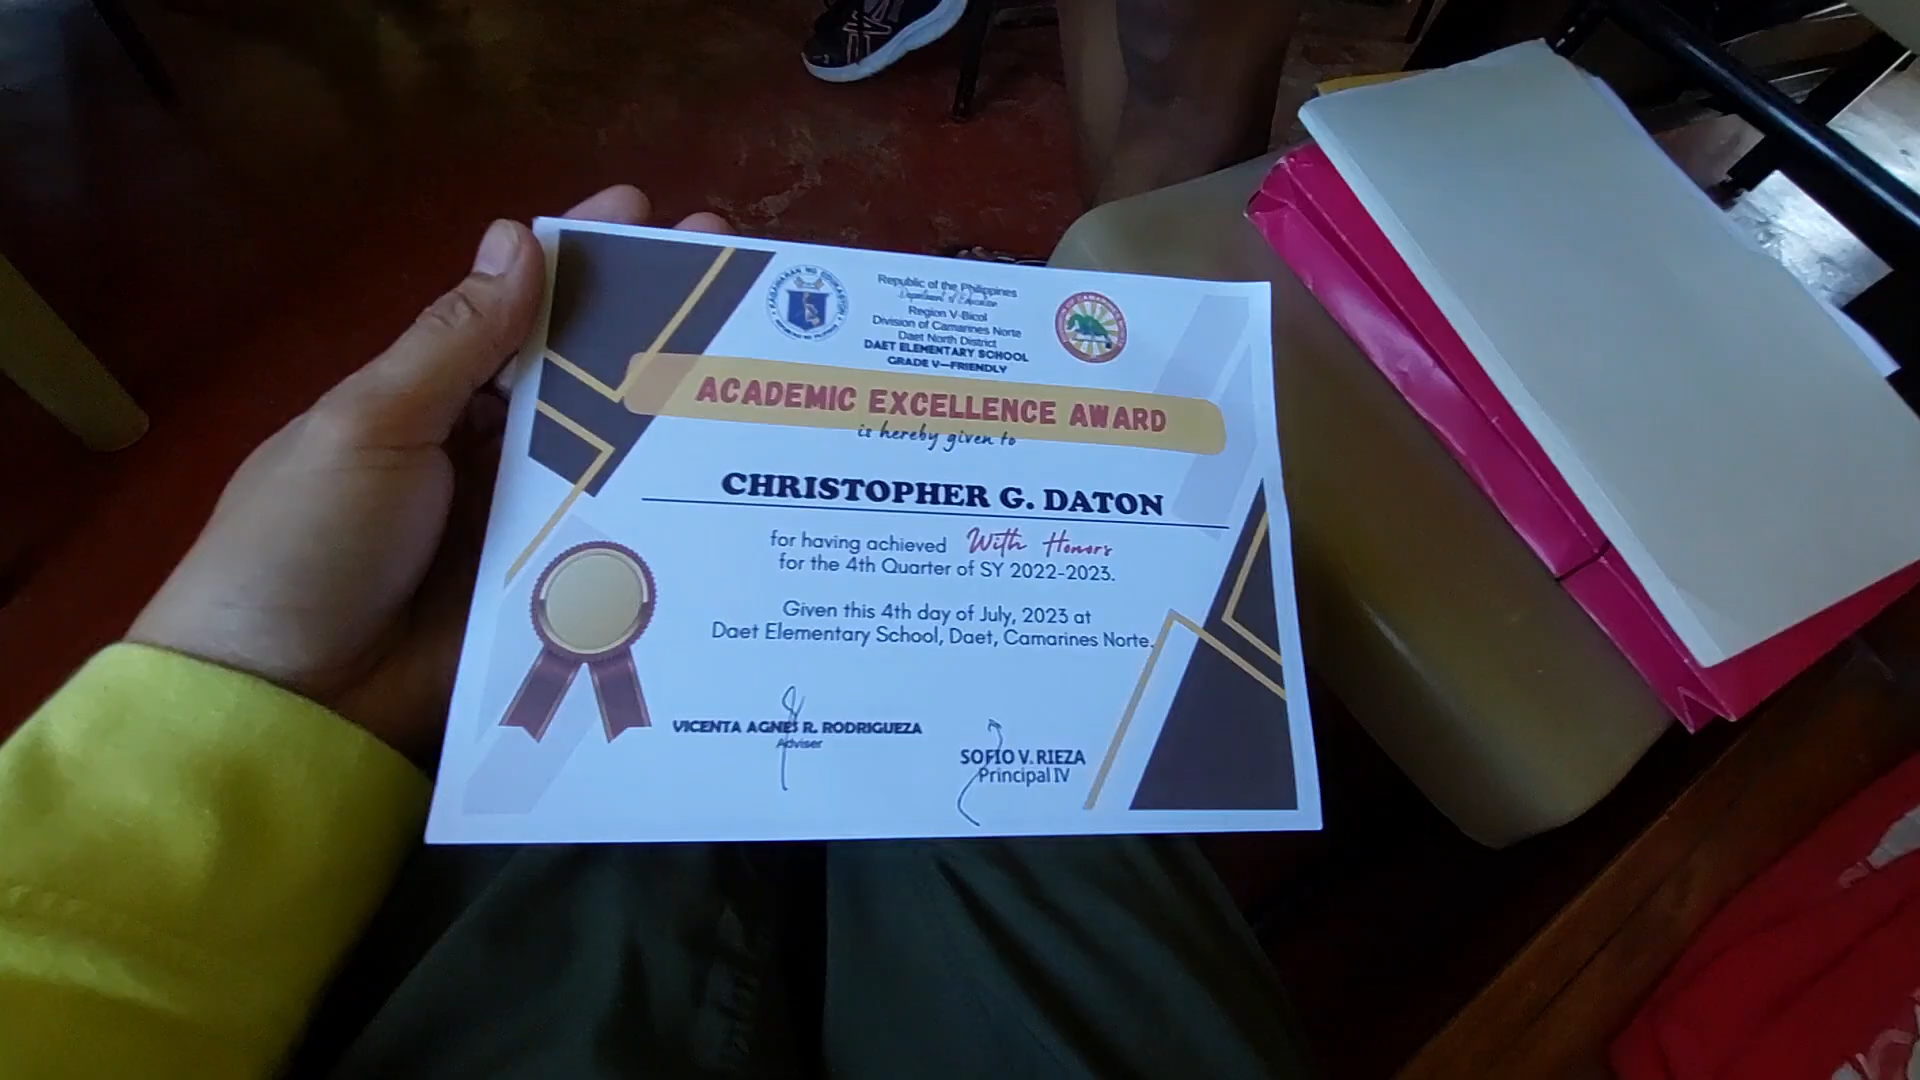 Republic of the Philippines
Department of Education
Region V-Bicol
Division of Camarines Norte
Daet North District
DAET ELEMENTARY SCHOOL
GRADE V—FRIENDLY
ACADEMIC EXCELLENCE AWARD
is hereby given to
CHRISTOPHER G. DATON
for having achieved With Honors
for the 4th Quarter of SY 2022-2023.
Given this 4th day of July, 2023 at
Daet Elementary School, Daet, Camarines Norte.
VICENTA AGNES R. RODRIGUEZA
Adviser
SOFIO V. RIEZA
Principal IV